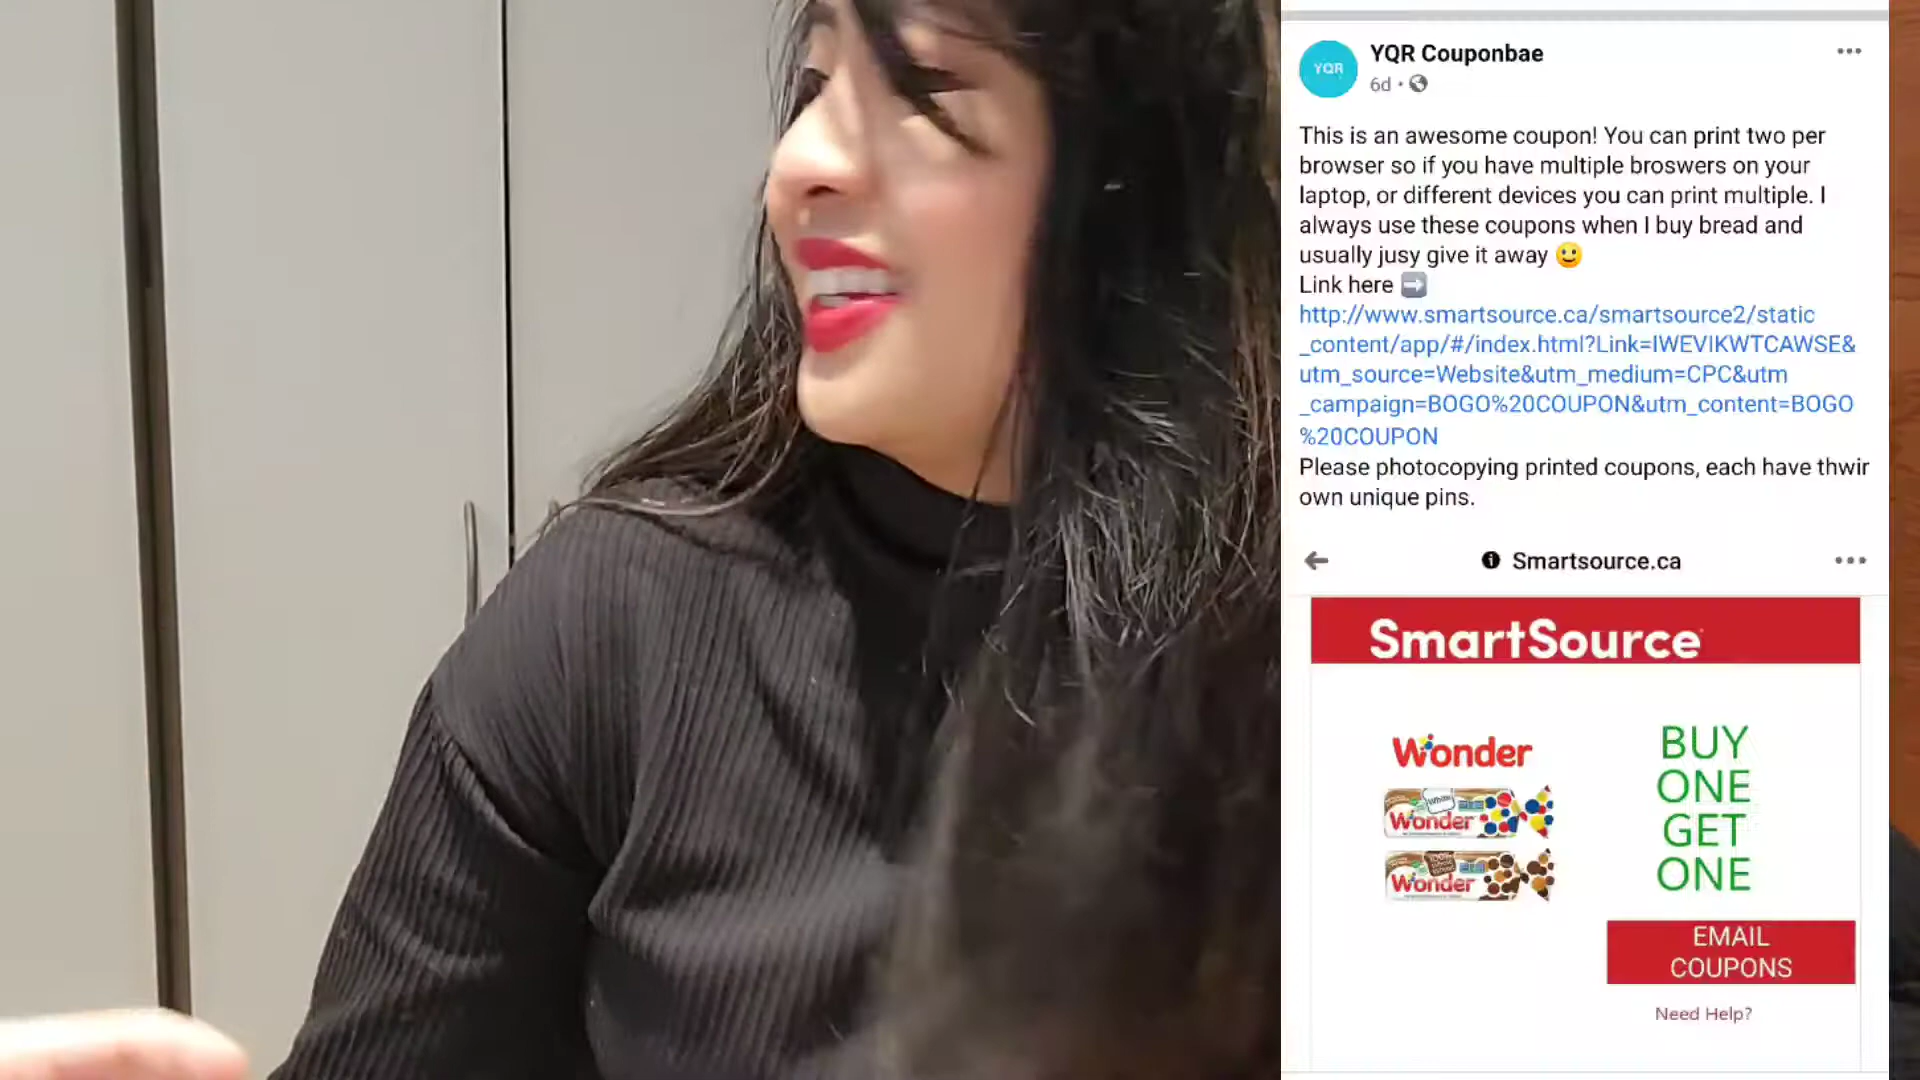 YQR
YQR Couponbae
6d •
This is an awesome coupon! You can print two per
browser so if you have multiple broswers on your
laptop, or different devices you can print multiple. I
always use these coupons when I buy bread and
usually jusy give it away 🙂
Link here ➡️
http://www.smartsource.ca/smartsource2/static
_content/app/#/index.html?Link=IWEVIKWTCAWSE&
utm_source=Website&utm_medium=CPC&utm
_campaign=BOGO%20COUPON&utm_content=BOGO
%20COUPON
Please photocopying printed coupons, each have thwir
own unique pins.
Smartsource.ca
SmartSource
Wonder
White
Wonder
Wonder
BUY
ONE
GET
ONE
EMAIL
COUPONS
Need Help?